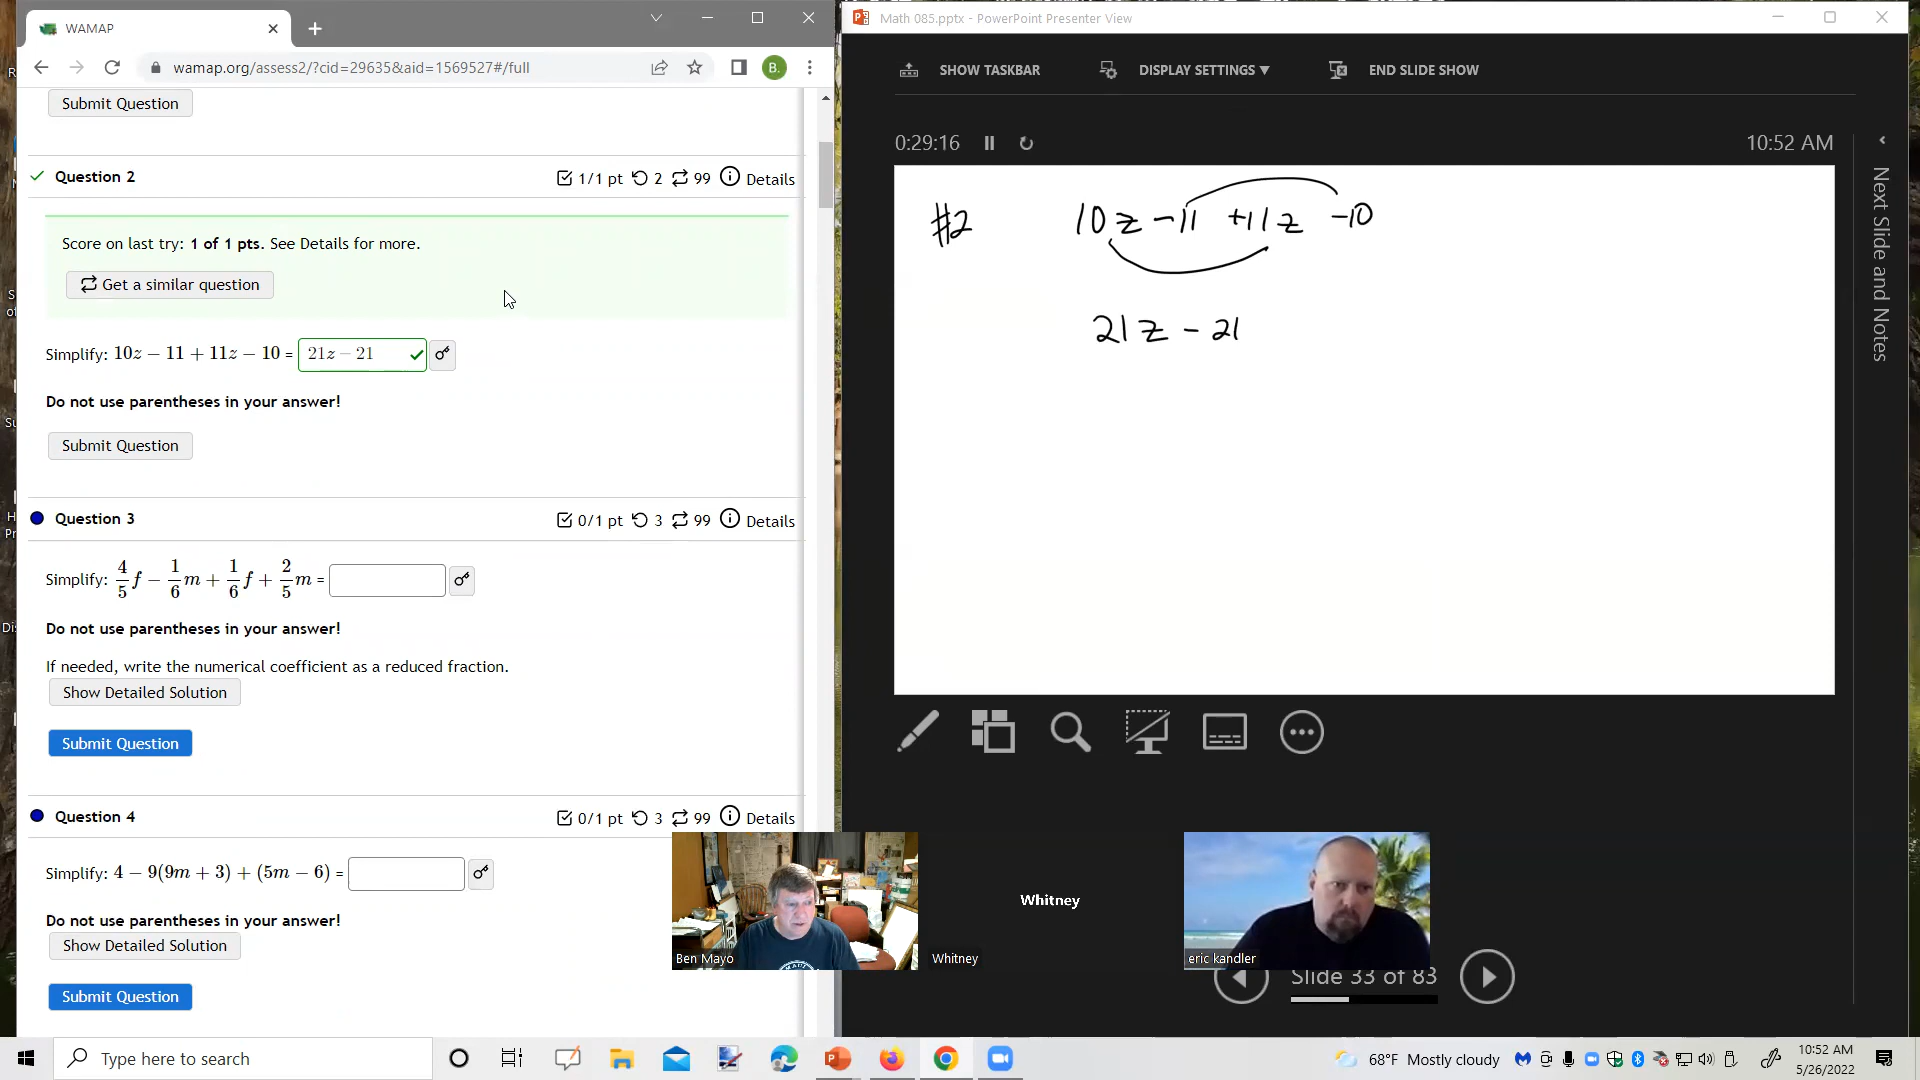 WAMAP
wamap.org/assess2/?cid=29635&aid=1569527#/full
B.
Submit Question
Question 2
1/1 pt 2 99 Details
Score on last try: 1 of 1 pts. See Details for more.
Get a similar question
Simplify: 10z − 11 + 11z − 10 = 21z − 21
Do not use parentheses in your answer!
Submit Question
Question 3
0/1 pt 3 99 Details
Simplify: 4/5 f − 1/6 m + 1/6 f + 2/5 m =
Do not use parentheses in your answer!
If needed, write the numerical coefficient as a reduced fraction.
Show Detailed Solution
Submit Question
Question 4
0/1 pt 3 99 Details
Simplify: 4 − 9(9m + 3) + (5m − 6) =
Do not use parentheses in your answer!
Show Detailed Solution
Submit Question
Math 085.pptx - PowerPoint Presenter View
SHOW TASKBAR DISPLAY SETTINGS ▼ END SLIDE SHOW
0:29:16 10:52 AM
#2 10z −11 +11z −10
21z − 21
Next Slide and Notes
Ben Mayo
Whitney
Whitney
eric kandler
Slide 33 of 83
Type here to search
68°F Mostly cloudy
10:52 AM
5/26/2022